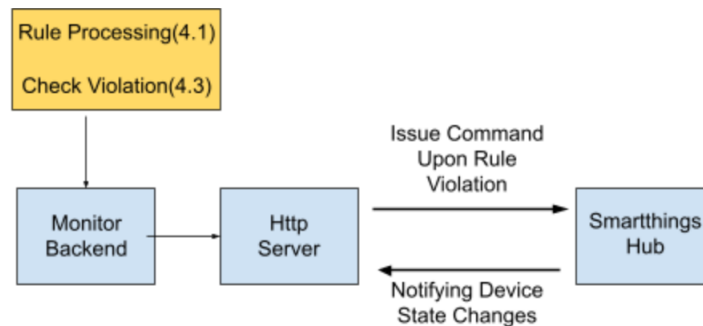 Rule Processing(4.1)
Check Violation(4.3)
Issue Command
Upon Rule
Violation
Monitor
Backend
Http
Server
Smartthings
Hub
Notifying Device
State Changes